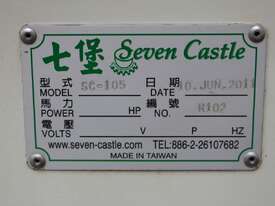 七堡 Seven Castle
型式 SC-105 日期 10.JUN.2011
MODEL DATE
馬力 編號 R102
POWER HP NO.
電壓
VOLTS V P HZ
www.seven-castle.com TEL:886-2-26107682
MADE IN TAIWAN